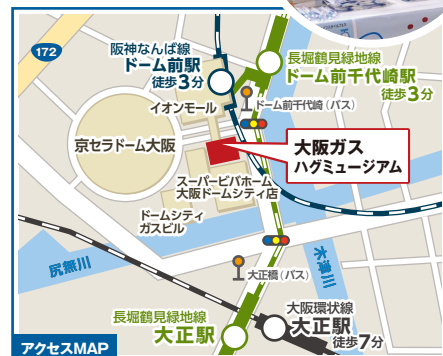 172
阪神なんば線
ドーム前駅
徒歩3分
長堀鶴見緑地線
ドーム前千代崎駅
徒歩3分
イオンモール
ドーム前千代崎(バス)
京セラドーム大阪
大阪ガス
ハグミュージアム
スーパービバホーム
大阪ドームシティ店
ドームシティ
ガスビル
尻無川
木津川
大正橋(バス)
長堀鶴見緑地線
大正駅
大阪環状線
大正駅
徒歩7分
アクセスMAP